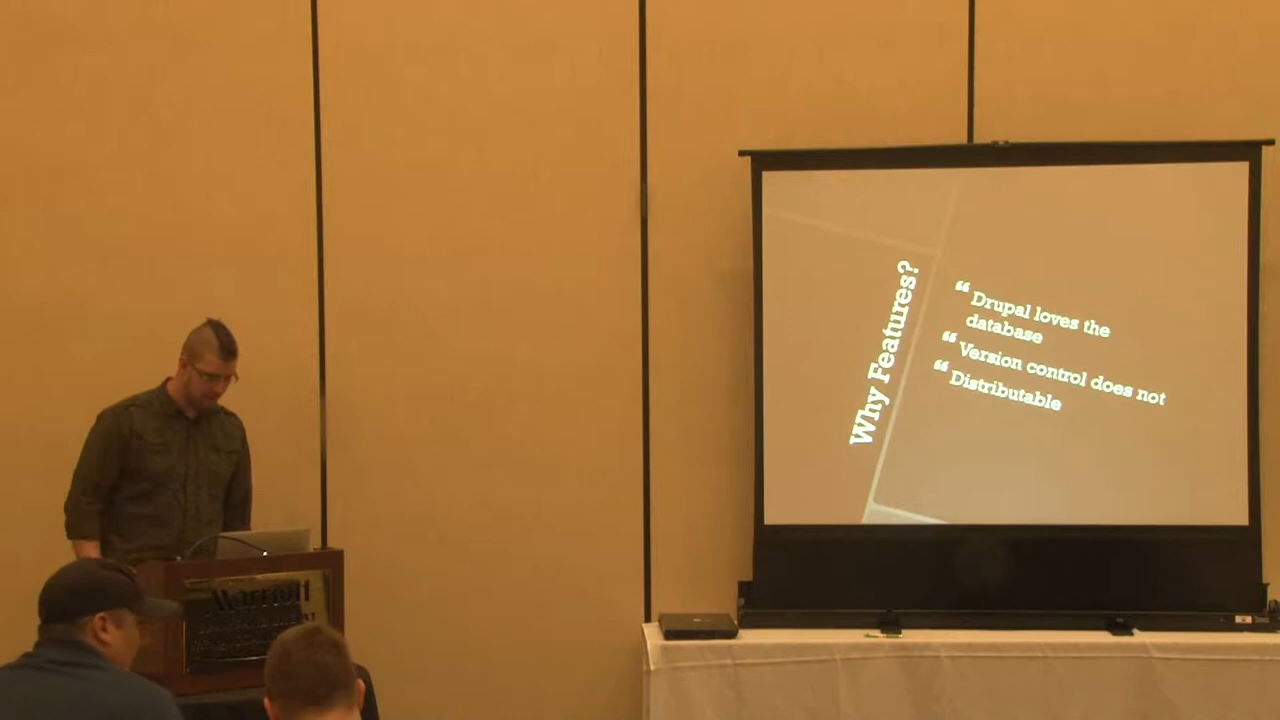 Why Features?
“ Drupal loves the
database
“ Version control does not
“ Distributable
Marriott